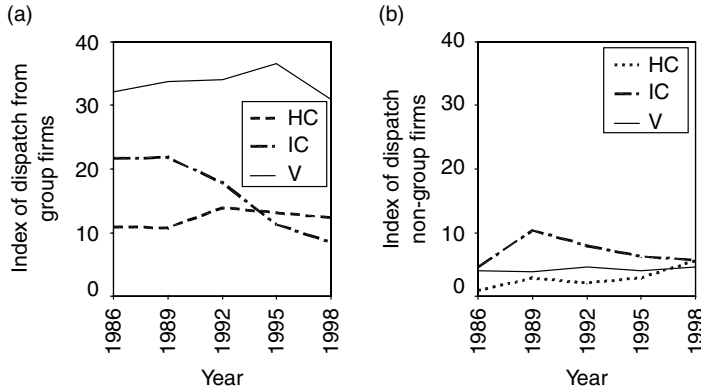 (a)
Index of dispatch from
group firms
40
30
20
10
0
HC
IC
V
1986
1989
1992
1995
1998
Year
(b)
Index of dispatch
non-group firms
40
30
20
10
0
HC
IC
V
1986
1989
1992
1995
1998
Year